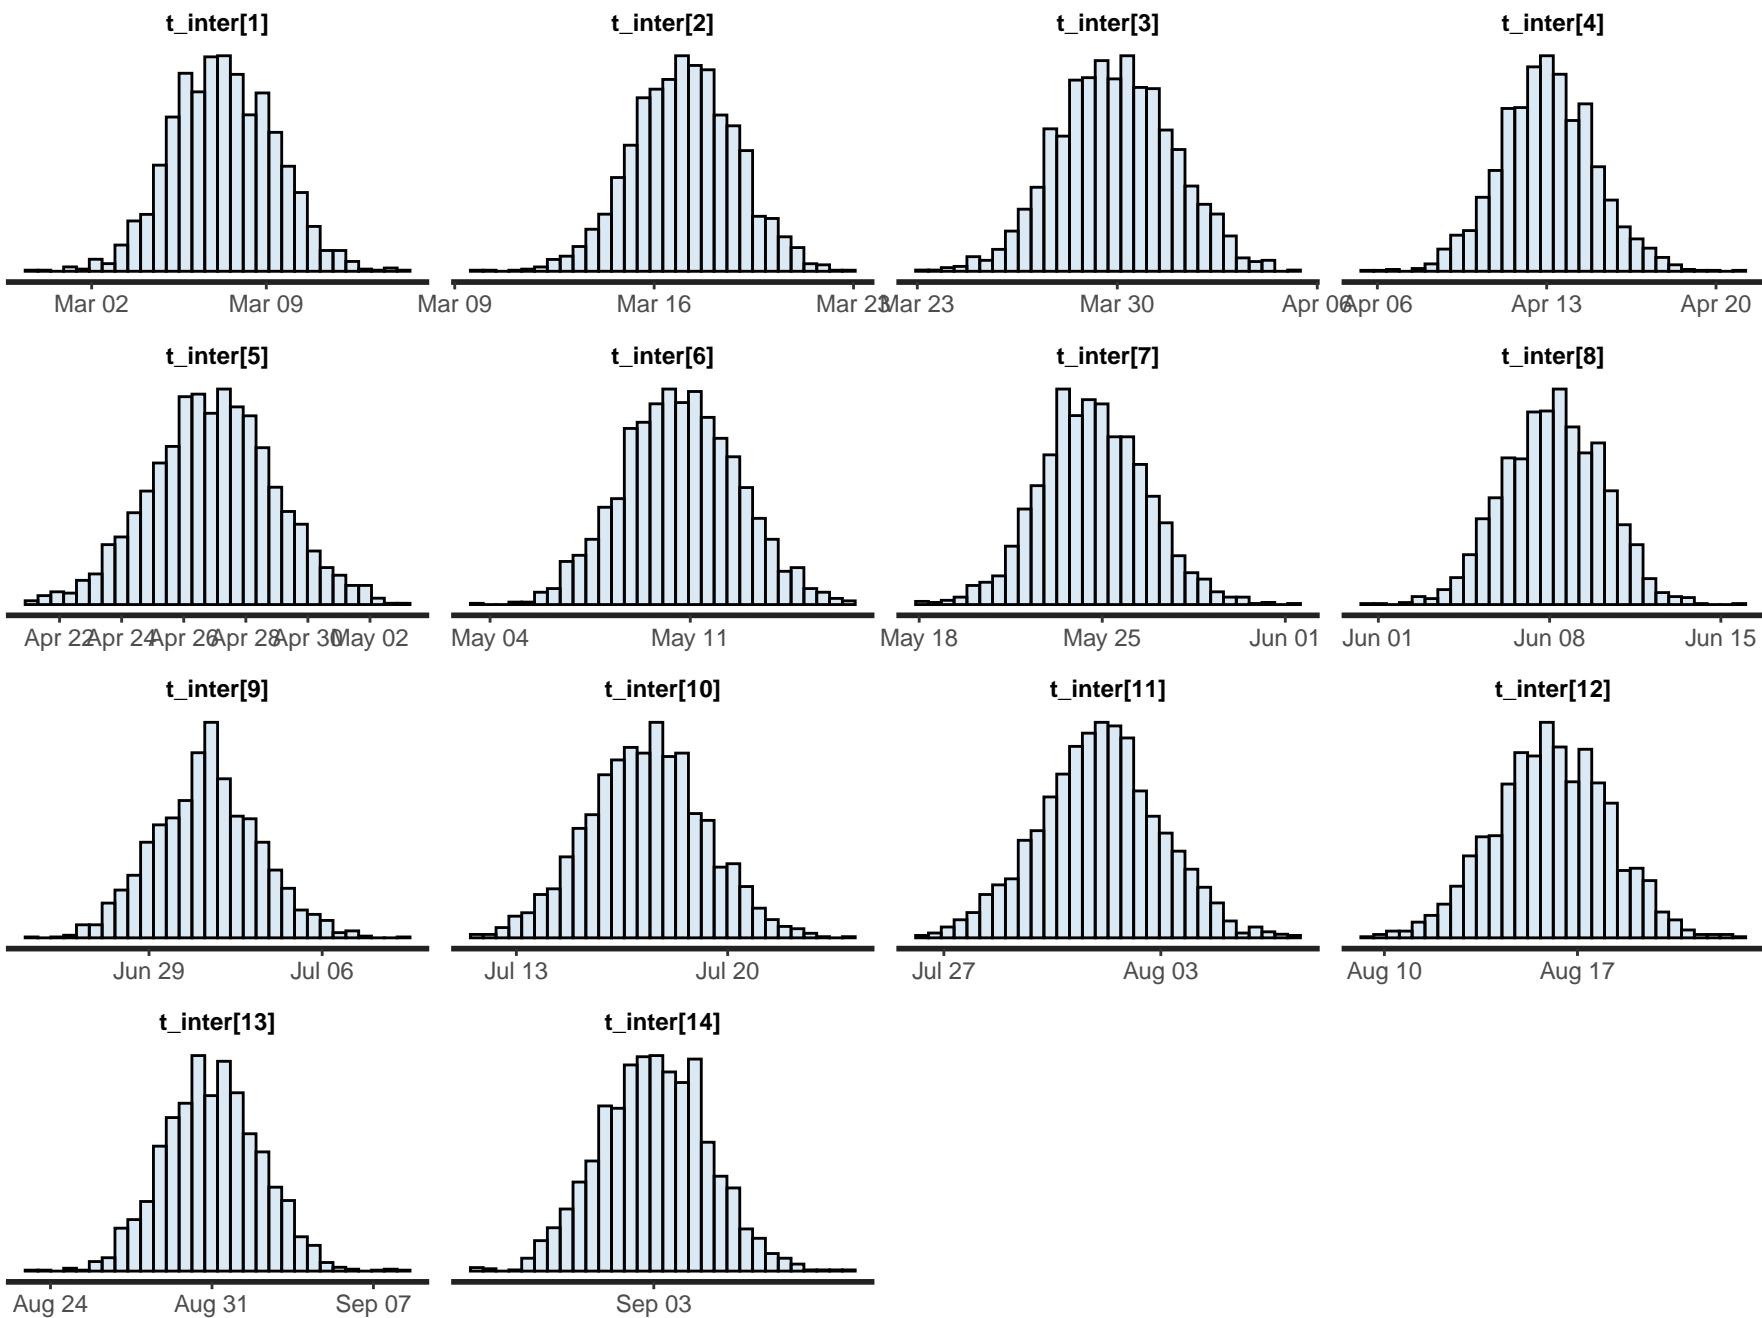 t_inter[1] t_inter[2] t_inter[3] t_inter[4]
Mar 02 Mar 09 Mar 09 Mar 16 Mar 23 Mar 23 Mar 30 Apr 06 Apr 06 Apr 13 Apr 20
t_inter[5] t_inter[6] t_inter[7] t_inter[8]
Apr 22 Apr 24 Apr 26 Apr 28 Apr 30 May 02 May 04 May 11 May 18 May 25 Jun 01 Jun 01 Jun 08 Jun 15
t_inter[9] t_inter[10] t_inter[11] t_inter[12]
Jun 29 Jul 06 Jul 13 Jul 20 Jul 27 Aug 03 Aug 10 Aug 17
t_inter[13] t_inter[14]
Aug 24 Aug 31 Sep 07 Sep 03